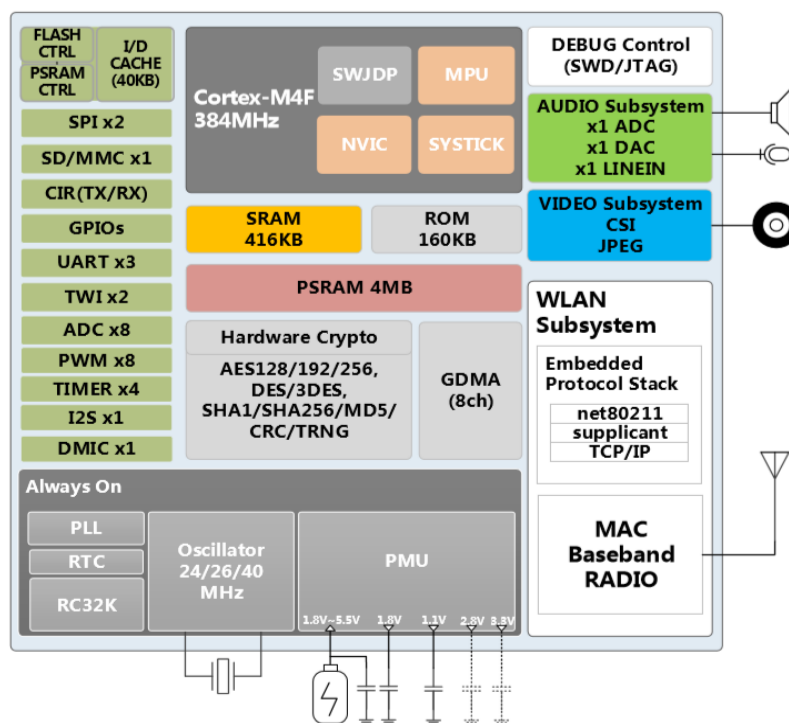 FLASH
CTRL
PSRAM
CTRL
I/D
CACHE
(40KB)
SPI x2
SD/MMC x1
CIR(TX/RX)
GPIOs
UART x3
TWI x2
ADC x8
PWM x8
TIMER x4
I2S x1
DMIC x1
Cortex-M4F
384MHz
SWJDP
MPU
NVIC
SYSTICK
SRAM
416KB
ROM
160KB
PSRAM 4MB
Hardware Crypto
AES128/192/256,
DES/3DES,
SHA1/SHA256/MD5/
CRC/TRNG
GDMA
(8ch)
DEBUG Control
(SWD/JTAG)
AUDIO Subsystem
x1 ADC
x1 DAC
x1 LINEIN
VIDEO Subsystem
CSI
JPEG
WLAN
Subsystem
Embedded
Protocol Stack
net80211
supplicant
TCP/IP
MAC
Baseband
RADIO
Always On
PLL
RTC
RC32K
Oscillator
24/26/40
MHz
PMU
1.8V~5.5V 1.8V 1.1V 2.8V 3.3V